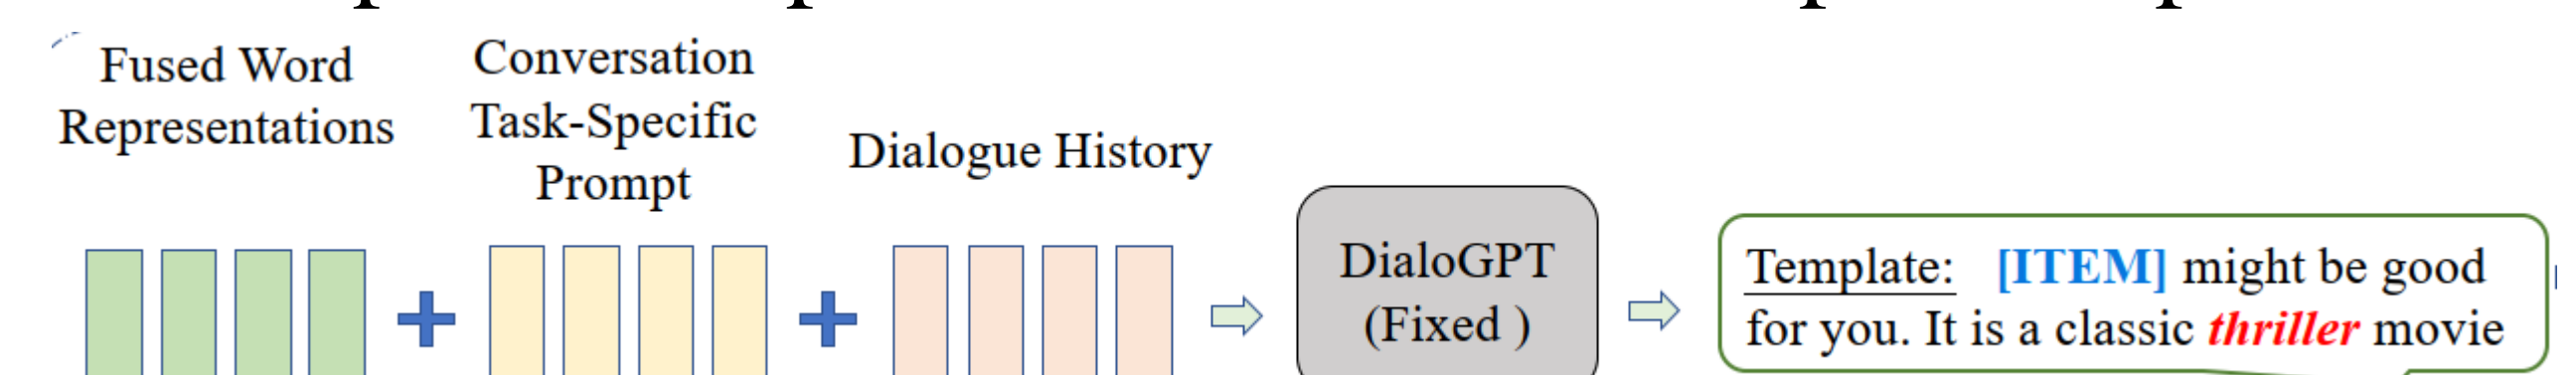 Fused Word
Representations
Conversation
Task-Specific
Prompt
Dialogue History
DialoGPT
(Fixed )
Template: [ITEM] might be good
for you. It is a classic thriller movie